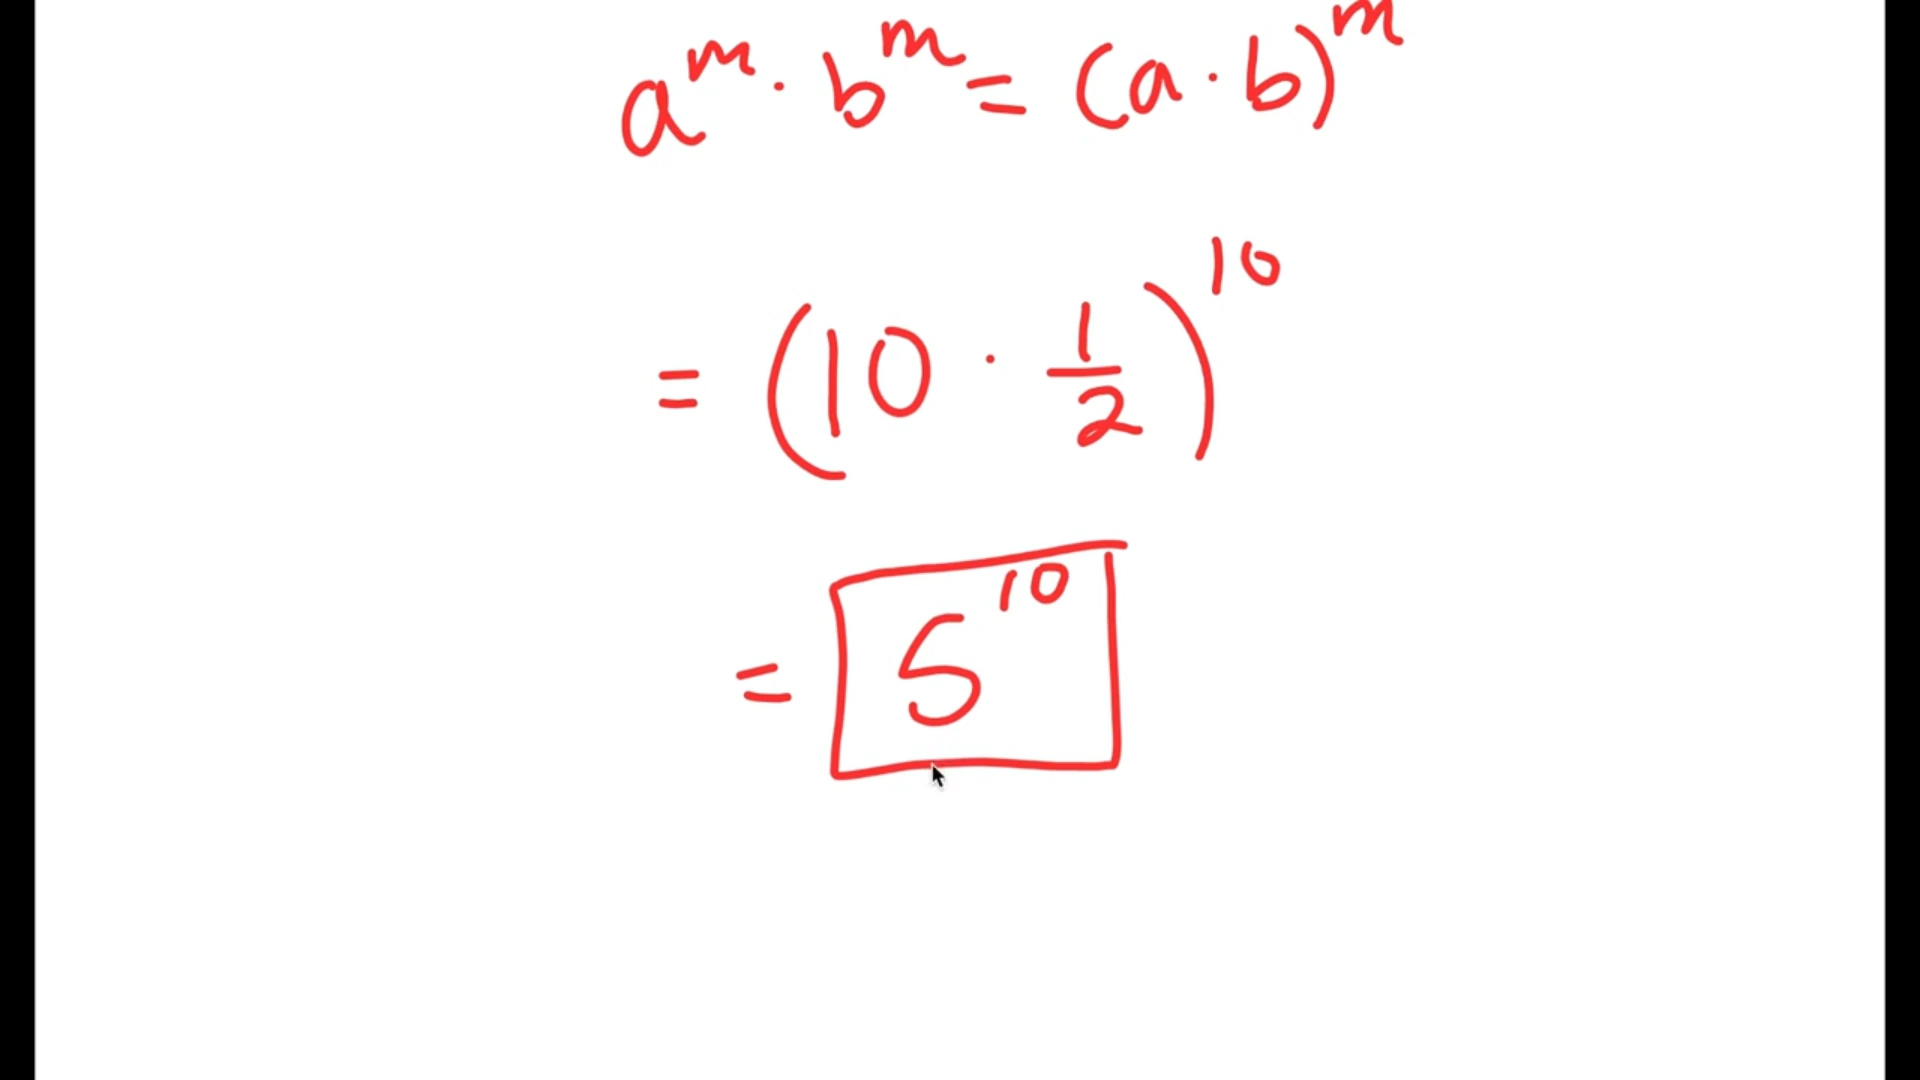 a^m · b^m = (a · b)^m
= (10 · 1/2)^10
= 5^10